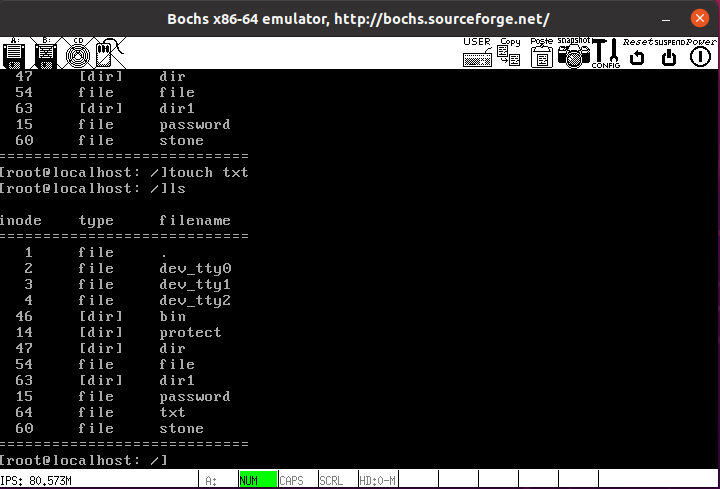 Bochs x86-64 emulator, http://bochs.sourceforge.net/
A: B: CD USER Copy Paste snapshot CONFIG Reset SUSPEND Power
47 [dir] dir
54 file file
63 [dir] dir1
15 file password
60 file stone
===============================
[root@localhost: /]touch txt
[root@localhost: /]ls
inode type filename
===============================
1 file .
2 file dev_tty0
3 file dev_tty1
4 file dev_tty2
46 [dir] bin
14 [dir] protect
47 [dir] dir
54 file file
63 [dir] dir1
15 file password
64 file txt
60 file stone
===============================
[root@localhost: /]
IPS: 80.573M A: NUM CAPS SCRL HD:0-M